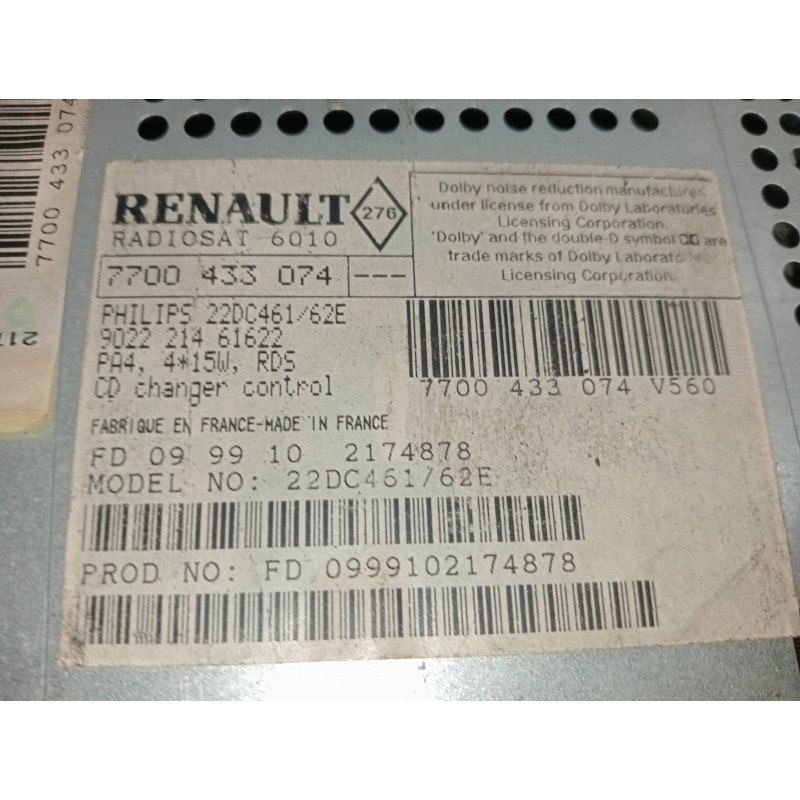 7700 433 074
RENAULT 276
RADIOSAT 6010
7700 433 074 ---
Dolby noise reduction manufactures
under license from Dolby Laboratories
Licensing Corporation.
'Dolby' and the double-D symbol are
trade marks of Dolby Laborator
Licensing Corporation.
PHILIPS 22DC461/62E
9022 214 61622
PA4, 4*15W, RDS
CD changer control
7700 433 074 V560
FABRIQUE EN FRANCE-MADE IN FRANCE
FD 09 99 10 2174878
MODEL NO: 22DC461/62E
PROD NO: FD 0999102174878